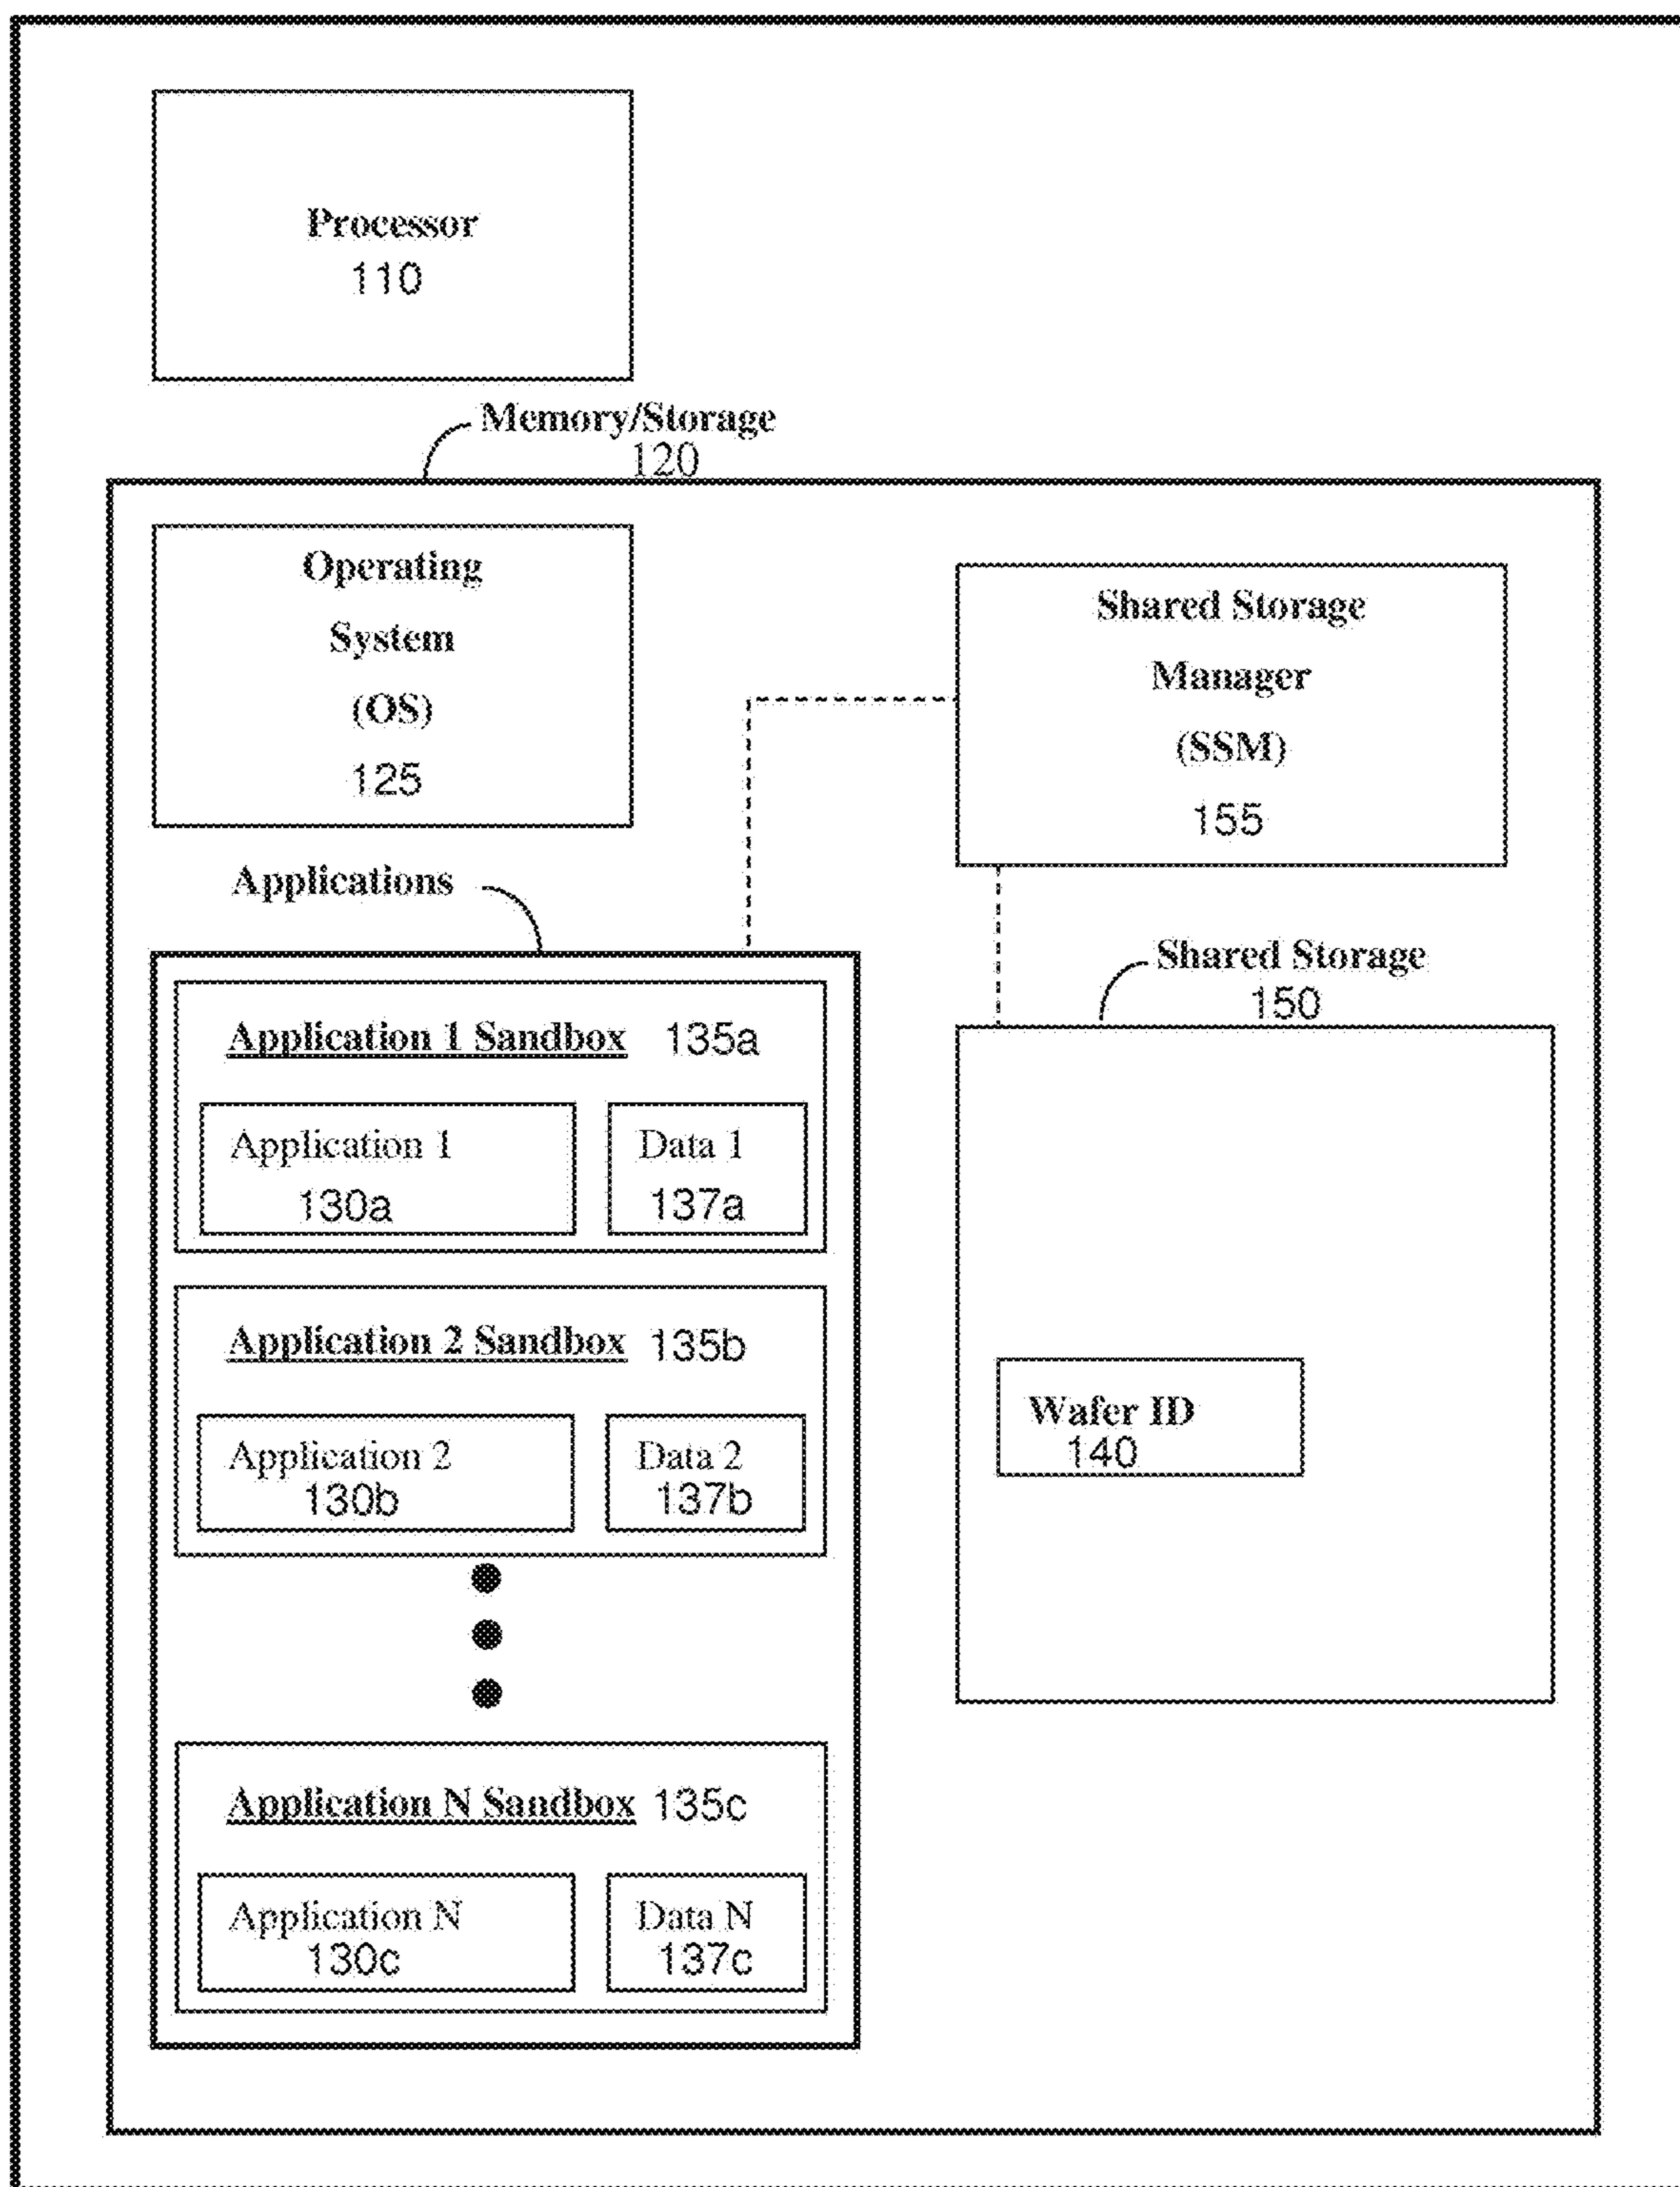 Processor
110
Memory/Storage
120
Operating
System
(OS)
125
Shared Storage
Manager
(SSM)
155
Applications
Application 1 Sandbox 135a
Application 1
130a
Data 1
137a
Application 2 Sandbox 135b
Application 2
130b
Data 2
137b
Application N Sandbox 135c
Application N
130c
Data N
137c
Shared Storage
150
Wafer ID
140